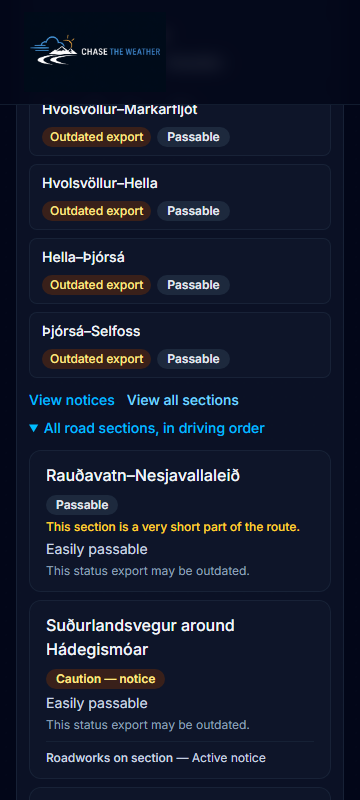 CHASE THE WEATHER
Hvolsvöllur–Markarfljót
Outdated export Passable
Hvolsvöllur–Hella
Outdated export Passable
Hella–Þjórsá
Outdated export Passable
Þjórsá–Selfoss
Outdated export Passable
View notices View all sections
▼ All road sections, in driving order
Rauðavatn–Nesjavallaleið
Passable
This section is a very short part of the route.
Easily passable
This status export may be outdated.
Suðurlandsvegur around
Hádegismóar
Caution — notice
Easily passable
This status export may be outdated.
Roadworks on section — Active notice